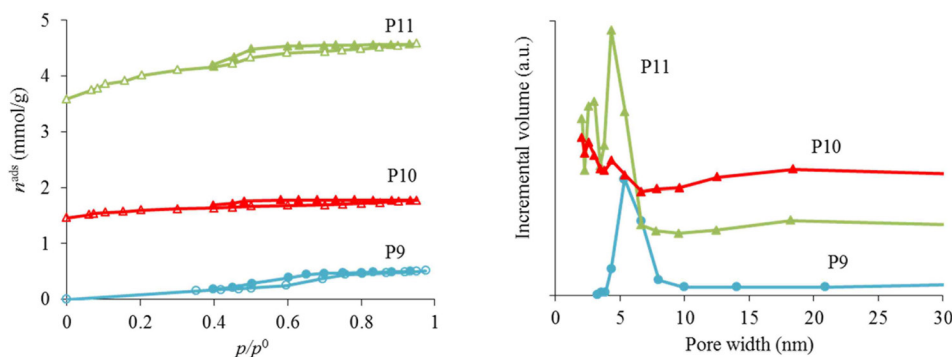 5
4
3
2
1
0
n^ads (mmol/g)
P11
P10
P9
0
0.2
0.4
0.6
0.8
1
p/p^0
Incremental volume (a.u.)
P11
P10
P9
0
5
10
15
20
25
30
Pore width (nm)